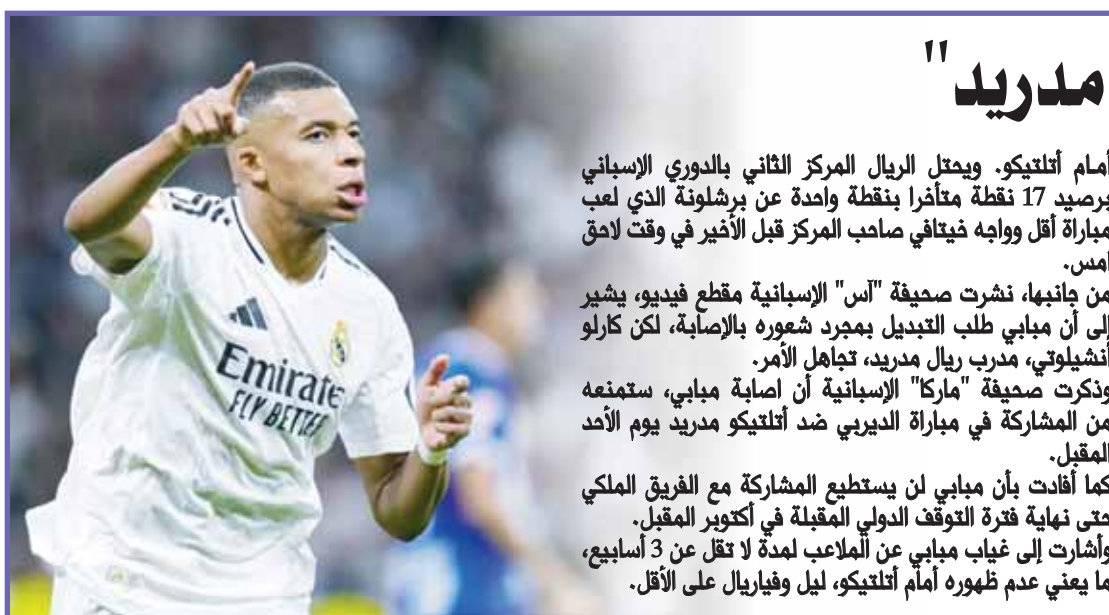 مدريد"
أمام أتلتيكو. ويحتل الريال المركز الثاني بالدوري الإسباني
برصيد 17 نقطة متأخرا بنقطة واحدة عن برشلونة الذي لعب
مباراة أقل وواجه خيتافي صاحب المركز قبل الأخير في وقت لاحق
امس.
من جانبها، نشرت صحيفة "آس" الإسبانية مقطع فيديو، يشير
إلى أن مبابي طلب التبديل بمجرد شعوره بالإصابة، لكن كارلو
أنشيلوتي، مدرب ريال مدريد، تجاهل الأمر.
وذكرت صحيفة "ماركا" الإسبانية أن اصابة مبابي، ستمنعه
من المشاركة في مباراة الديربي ضد أتلتيكو مدريد يوم الأحد
المقبل.
كما أفادت بأن مبابي لن يستطيع المشاركة مع الفريق الملكي
حتى نهاية فترة التوقف الدولي المقبلة في أكتوبر المقبل.
وأشارت إلى غياب مبابي عن الملاعب لمدة لا تقل عن 3 أسابيع،
ما يعني عدم ظهوره أمام أتلتيكو، ليل وفياريال على الأقل.
Emirate
FLY BETTER